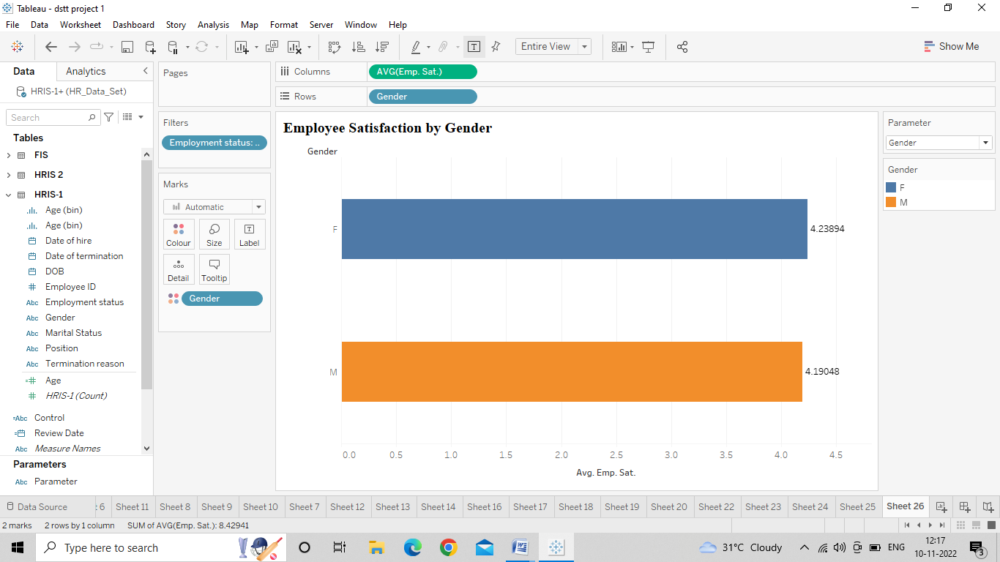 Tableau - dstt project 1
File Data Worksheet Dashboard Story Analysis Map Format Server Window Help
Entire View
Show Me
Data Analytics
HRIS-1+ (HR_Data_Set)
Search
Tables
FIS
HRIS 2
HRIS-1
Age (bin)
Age (bin)
Date of hire
Date of termination
DOB
Employee ID
Abc Employment status
Abc Gender
Abc Marital Status
Abc Position
Abc Termination reason
Age
HRIS-1 (Count)
=Abc Control
Review Date
Abc Measure Names
Parameters
Abc Parameter
Pages
Filters
Employment status: ..
Marks
Automatic
Colour Size Label
Detail Tooltip
Gender
Columns AVG(Emp. Sat.)
Rows Gender
Employee Satisfaction by Gender
Gender
F 4.23894
M 4.19048
0.0 0.5 1.0 1.5 2.0 2.5 3.0 3.5 4.0 4.5
Avg. Emp. Sat.
Parameter
Gender
Gender
F
M
Data Source : 6 Sheet 11 Sheet 8 Sheet 9 Sheet 10 Sheet 7 Sheet 12 Sheet 13 Sheet 14 Sheet 16 Sheet 17 Sheet 18 Sheet 19 Sheet 20 Sheet 22 Sheet 23 Sheet 24 Sheet 25 Sheet 26
2 marks 2 rows by 1 column SUM of AVG(Emp. Sat.): 8.42941
Type here to search
31°C Cloudy
ENG
12:17
10-11-2022
3